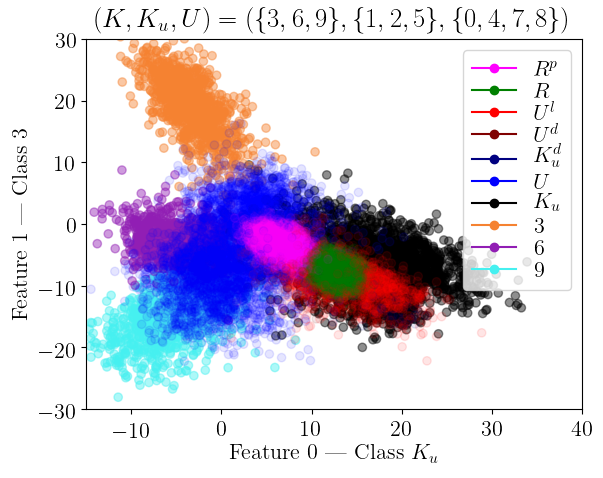 (K, K_u, U) = ({3, 6, 9}, {1, 2, 5}, {0, 4, 7, 8})
30
20
10
0
−10
−20
−30
Feature 1 — Class 3
−10
0
10
20
30
40
Feature 0 — Class K_u
R^p
R
U^l
U^d
K_u^d
U
K_u
3
6
9